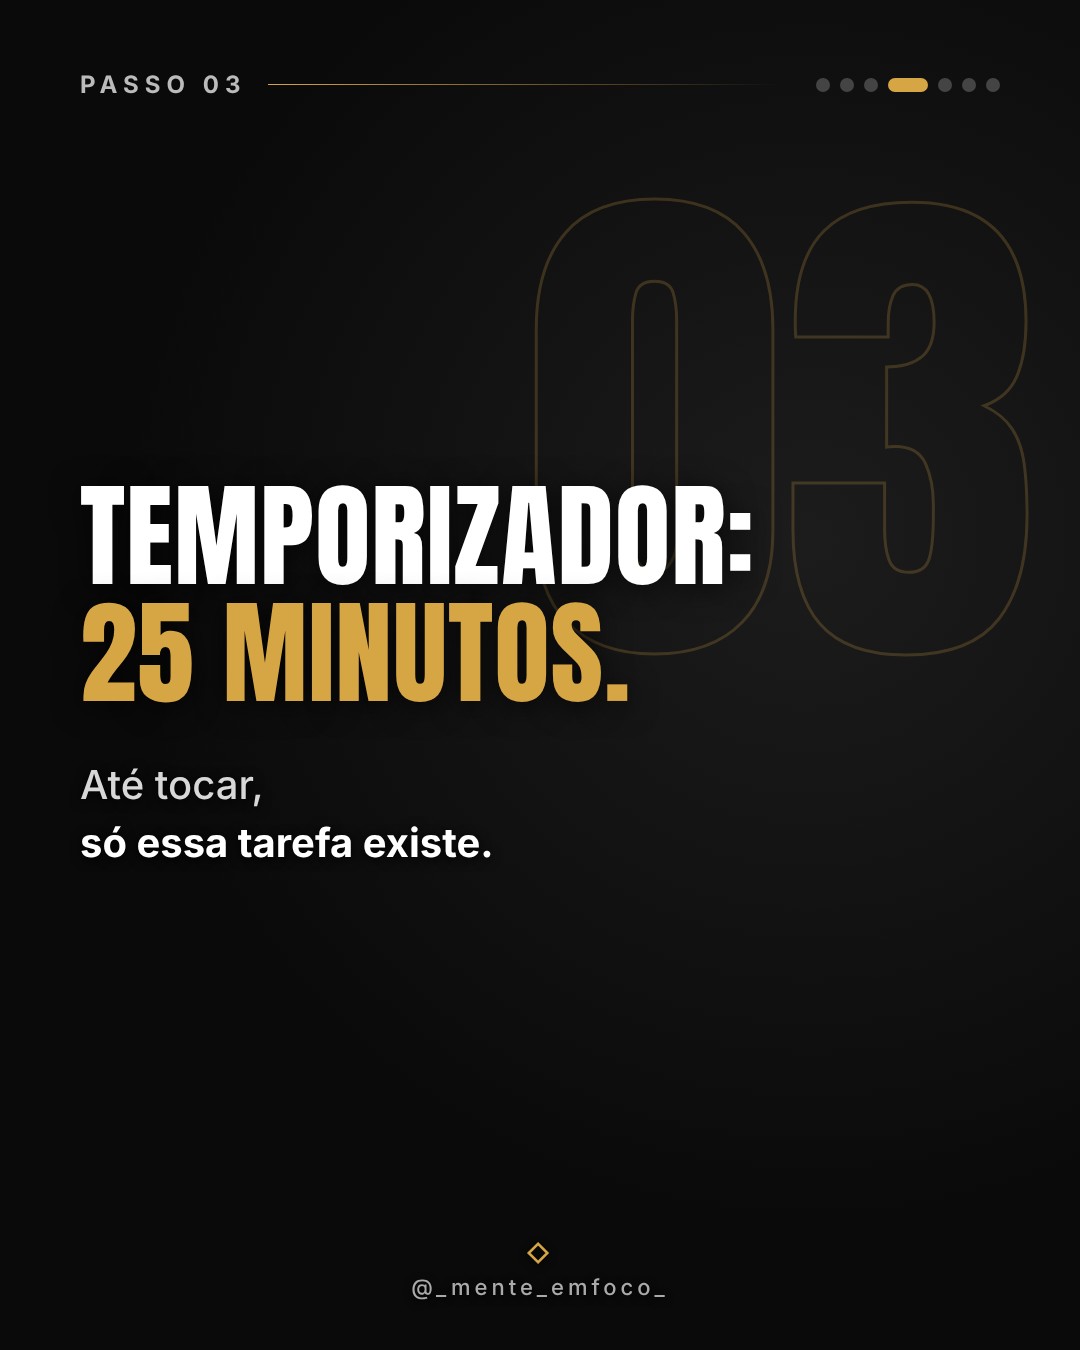 PASSO 03
03
TEMPORIZADOR:
25 MINUTOS.
Até tocar,
só essa tarefa existe.
@_mente_emfoco_